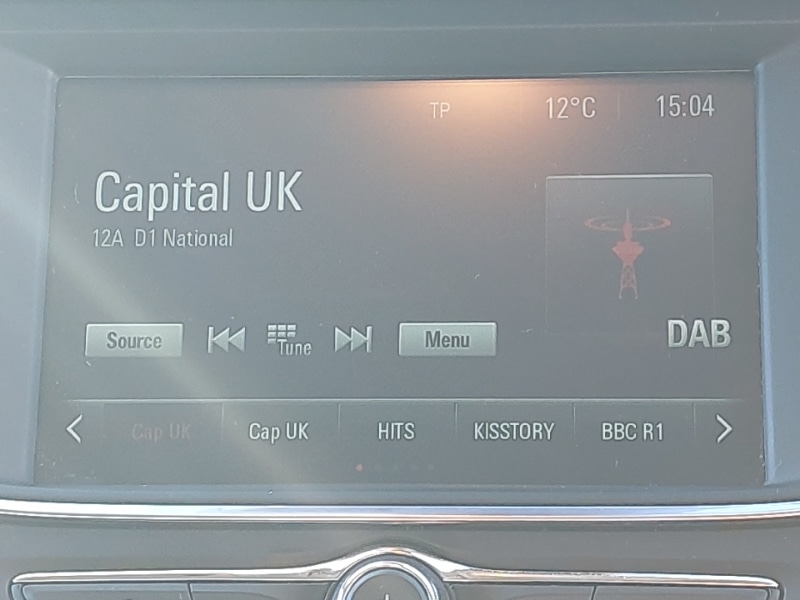 TP 12°C 15:04
Capital UK
12A D1 National
Source Tune Menu
DAB
Cap UK Cap UK HITS KISSTORY BBC R1